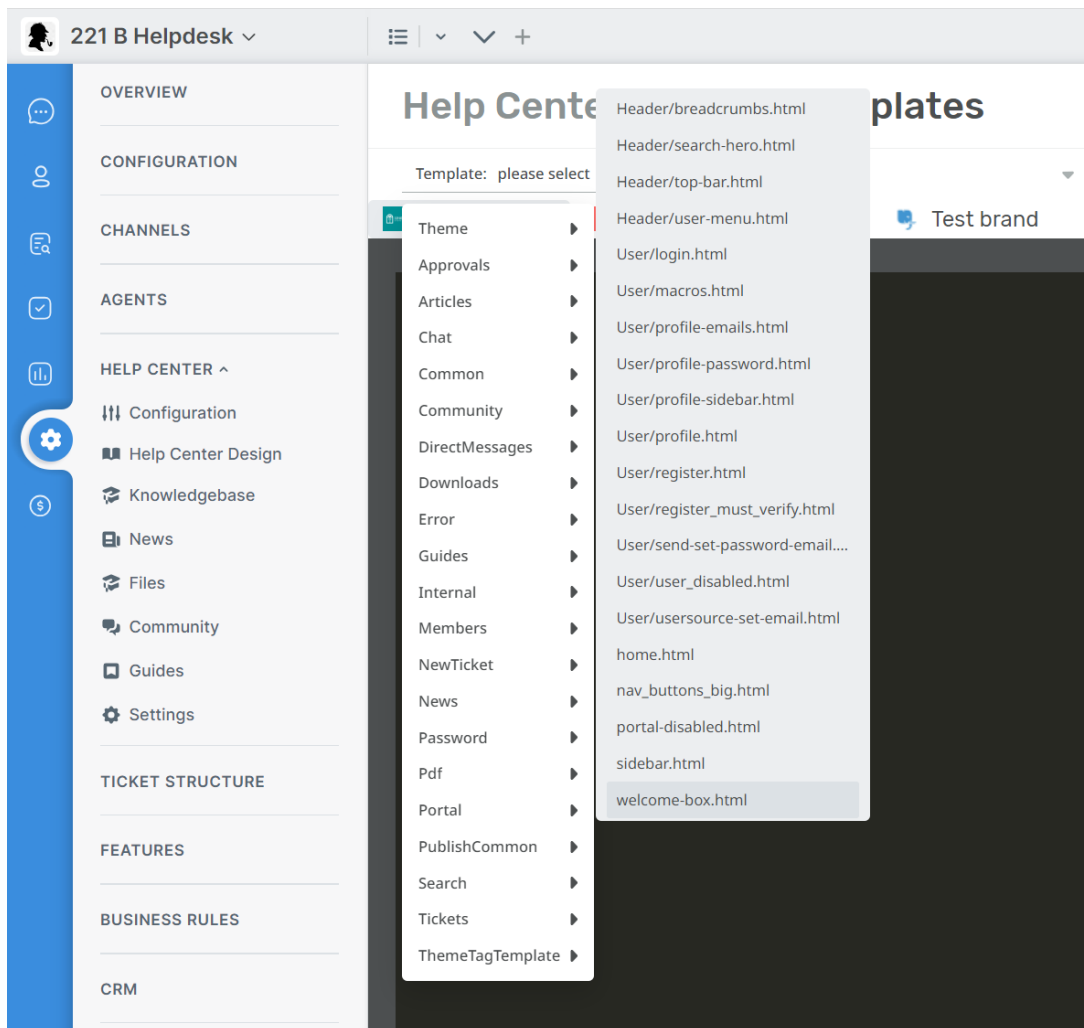 221 B Helpdesk
OVERVIEW
CONFIGURATION
CHANNELS
AGENTS
HELP CENTER
Configuration
Help Center Design
Knowledgebase
News
Files
Community
Guides
Settings
TICKET STRUCTURE
FEATURES
BUSINESS RULES
CRM
Help Cente plates
Template: please select
Test brand
Theme
Approvals
Articles
Chat
Common
Community
DirectMessages
Downloads
Error
Guides
Internal
Members
NewTicket
News
Password
Pdf
Portal
PublishCommon
Search
Tickets
ThemeTagTemplate
Header/breadcrumbs.html
Header/search-hero.html
Header/top-bar.html
Header/user-menu.html
User/login.html
User/macros.html
User/profile-emails.html
User/profile-password.html
User/profile-sidebar.html
User/profile.html
User/register.html
User/register_must_verify.html
User/send-set-password-email....
User/user_disabled.html
User/usersource-set-email.html
home.html
nav_buttons_big.html
portal-disabled.html
sidebar.html
welcome-box.html